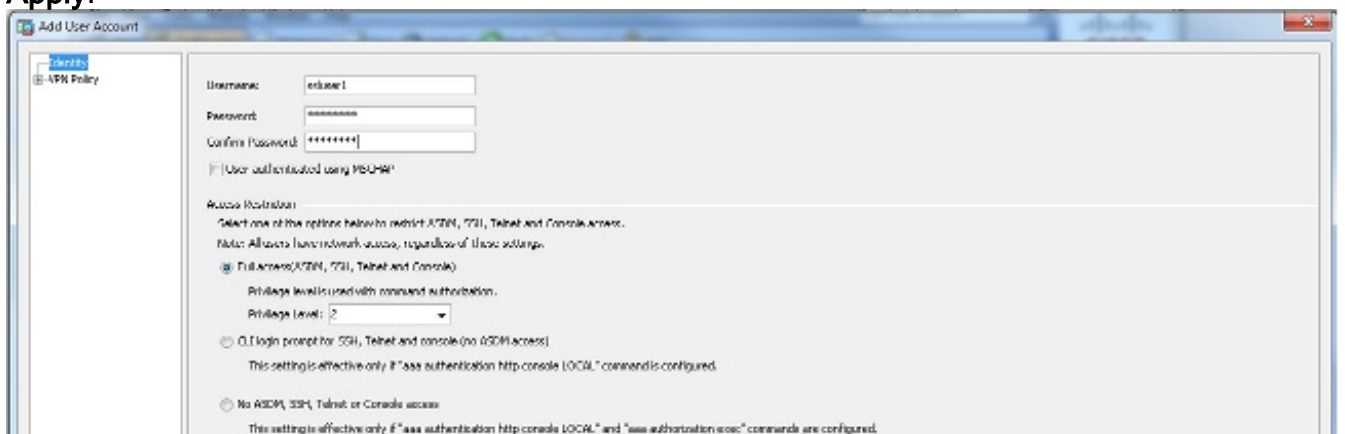 Apply.
Add User Account
Identity
VPN Policy
Username:
Password: ********
Confirm Password: ********
User authenticated using MSCHAP
Access Restriction
Select one of the options below to restrict ASDM, SSH, Telnet and Console access.
Note: All users have network access, regardless of these settings.
Full access(ASDM, SSH, Telnet and Console)
Privilege level is used with command authorization.
Privilege Level: 2
CLI login prompt for SSH, Telnet and console (no ASDM access)
This setting is effective only if "aaa authentication http console LOCAL" command is configured.
No ASDM, SSH, Telnet or Console access
This setting is effective only if "aaa authentication http console LOCAL" and "aaa authorization exec" commands are configured.